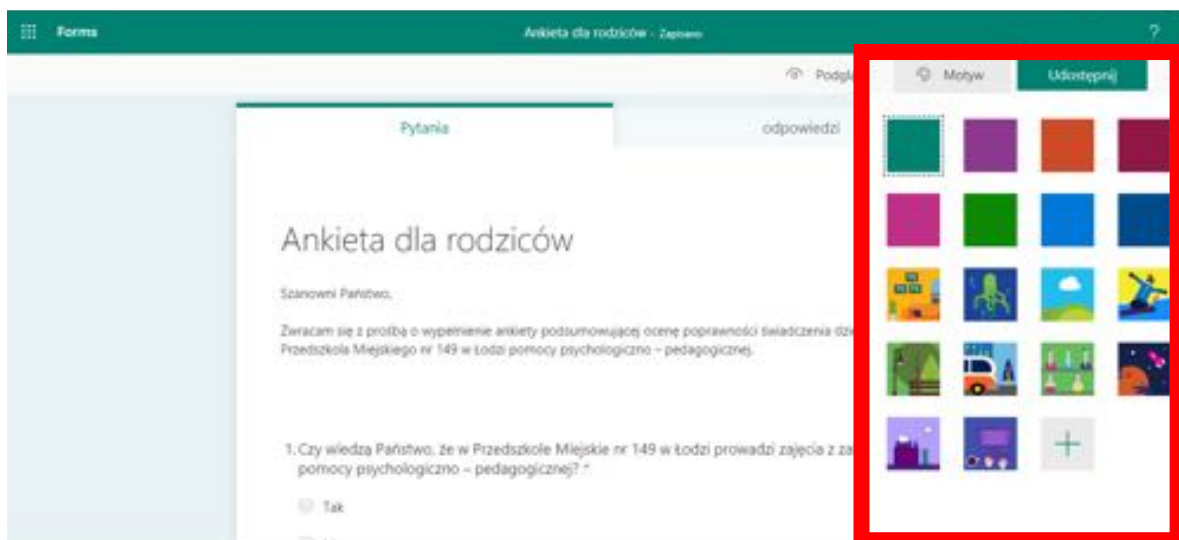 Forms
Ankieta dla rodziców - Zapisano
?
Podglą
Motyw
Udostępnij
Pytania
odpowiedzi
Ankieta dla rodziców
Szanowni Państwo,
Zwracam się z prośbą o wypełnienie ankiety podsumowującej ocenę poprawności świadczenia dzie
Przedszkola Miejskiego nr 149 w Łodzi pomocy psychologiczno – pedagogicznej.
1. Czy wiedzą Państwo, że w Przedszkole Miejskie nr 149 w Łodzi prowadzi zajęcia z za
pomocy psychologiczno – pedagogicznej? *
Tak